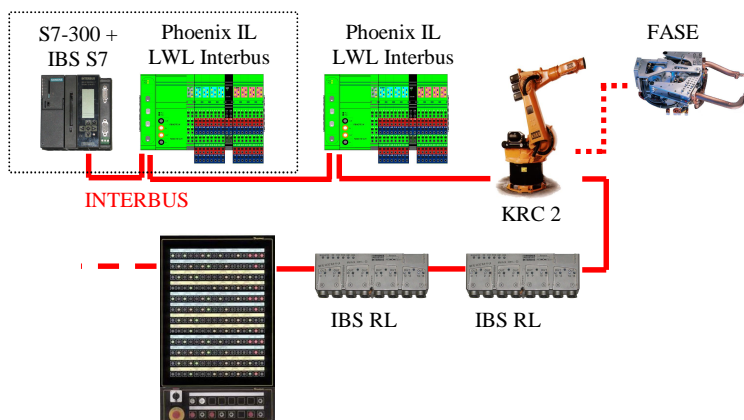 S7-300 +
IBS S7
Phoenix IL
LWL Interbus
Phoenix IL
LWL Interbus
FASE
INTERBUS
KRC 2
IBS RL
IBS RL